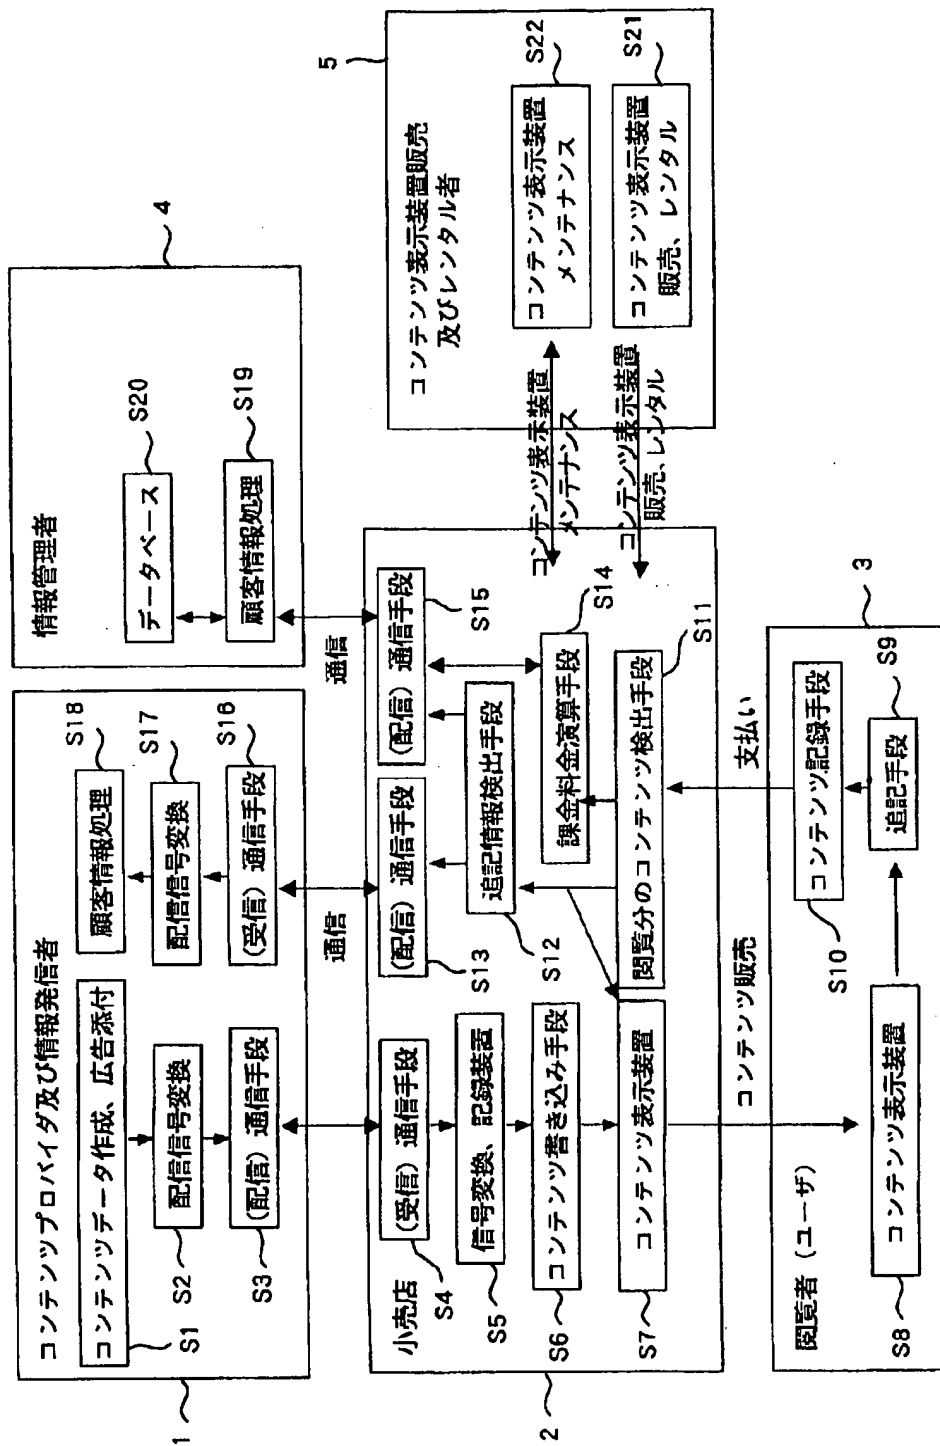 コンテンツプロバイダ及び情報発信者
コンテンツデータ作成、広告添付
S1
配信信号変換
S2
(配信) 通信手段
S3
顧客情報処理
S18
配信信号変換
S17
(受信) 通信手段
S16
1
情報管理者
データベース
S20
顧客情報処理
S19
4
通信
通信
小売店
(受信) 通信手段
S4
信号変換、記録装置
S5
コンテンツ書き込み手段
S6
コンテンツ表示装置
S7
(配信) 通信手段
S13
追記情報検出手段
S12
(配信) 通信手段
S15
課金料金演算手段
S14
閲覧分のコンテンツ検出手段
S11
2
コンテンツ表示装置
メンテナンス
コンテンツ表示装置
販売、レンタル
コンテンツ表示装置販売
及びレンタル者
コンテンツ表示装置
メンテナンス
S22
コンテンツ表示装置
販売、レンタル
S21
5
コンテンツ販売
支払い
閲覧者 (ユーザ)
コンテンツ表示装置
S8
コンテンツ記録手段
S10
追記手段
S9
3